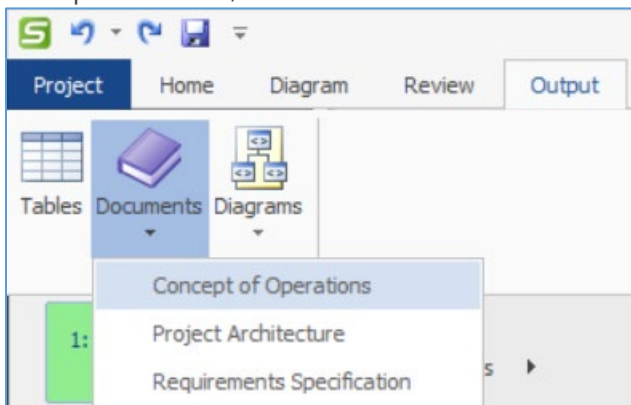 Project Home Diagram Review Output
Tables Documents Diagrams
Concept of Operations
1:
Project Architecture
s
Requirements Specification